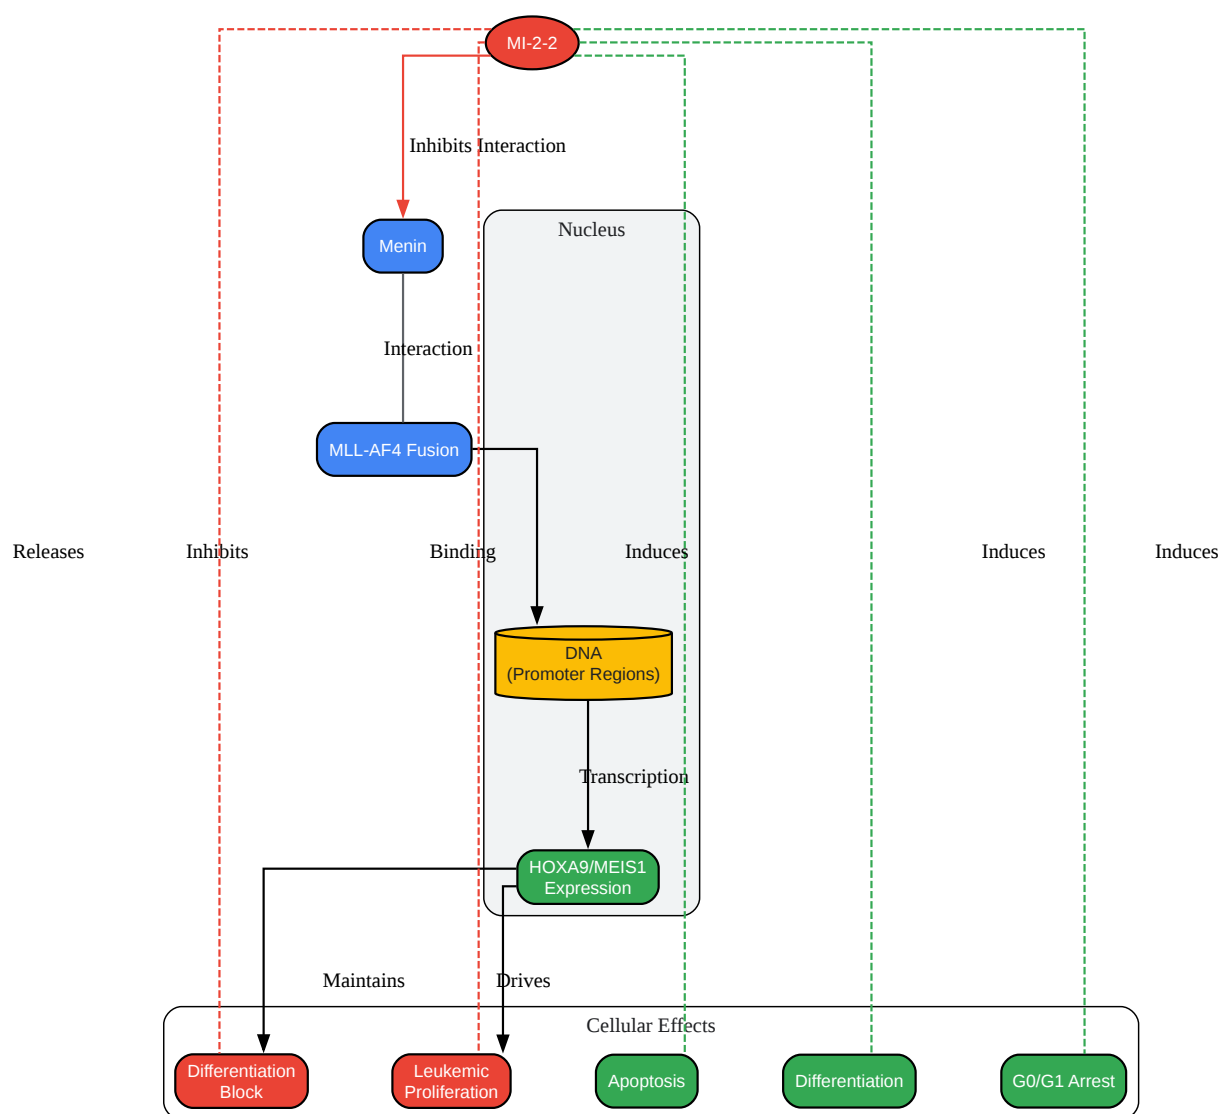 MI-2-2
Inhibits Interaction
Nucleus
Menin
Interaction
MLL-AF4 Fusion
Releases
Inhibits
Binding
Induces
Induces
Induces
DNA
(Promoter Regions)
Transcription
HOXA9/MEIS1
Expression
Maintains
Drives
Cellular Effects
Differentiation
Block
Leukemic
Proliferation
Apoptosis
Differentiation
G0/G1 Arrest